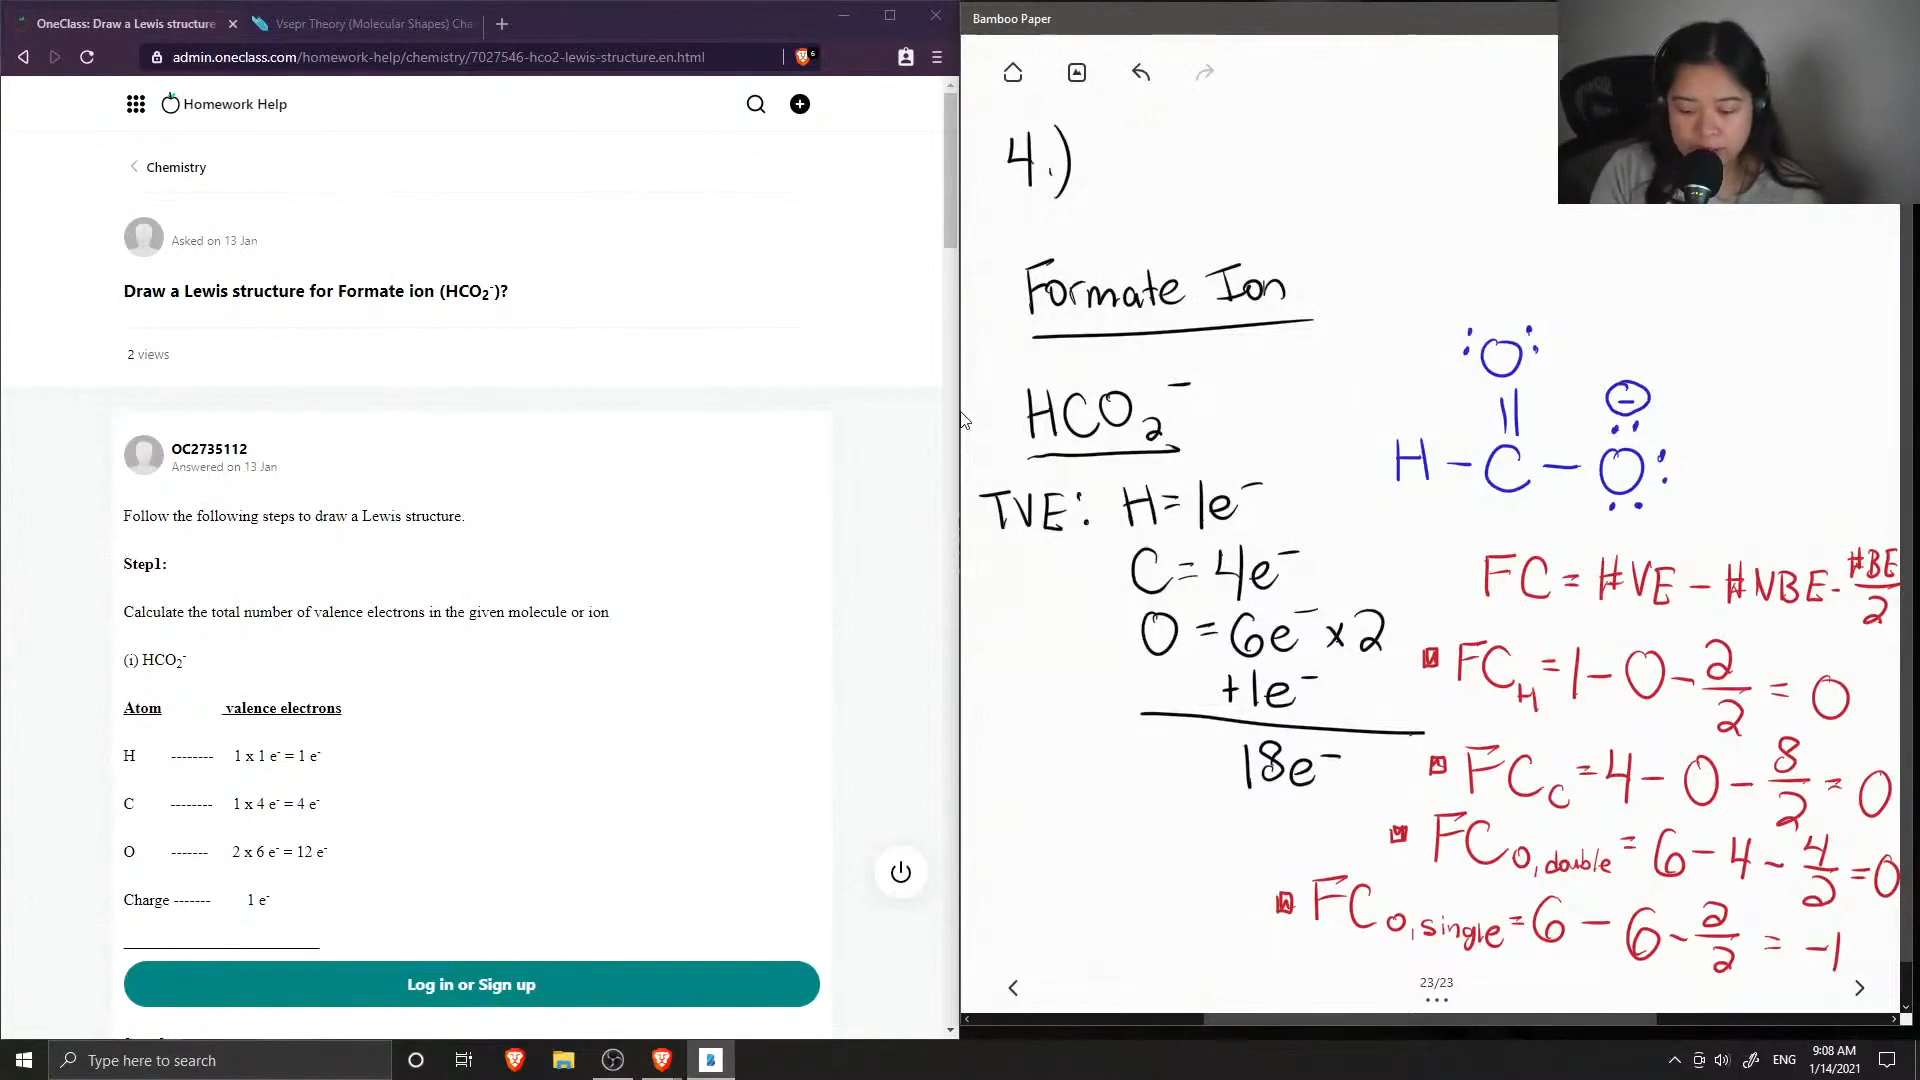 OneClass: Draw a Lewis structure
Vsepr Theory (Molecular Shapes) Cha
admin.oneclass.com/homework-help/chemistry/7027546-hco2-lewis-structure.en.html
6
Homework Help
Chemistry
Asked on 13 Jan
Draw a Lewis structure for Formate ion (HCO₂⁻)?
2 views
OC2735112
Answered on 13 Jan
Follow the following steps to draw a Lewis structure.
Step1:
Calculate the total number of valence electrons in the given molecule or ion
(i) HCO₂⁻
Atom valence electrons
H -------- 1 x 1 e⁻ = 1 e⁻
C -------- 1 x 4 e⁻ = 4 e⁻
O ------- 2 x 6 e⁻ = 12 e⁻
Charge ------- 1 e⁻
Log in or Sign up
Bamboo Paper
4.)
Formate Ion
HCO₂⁻
TVE: H = 1e⁻
C = 4e⁻
O = 6e⁻ x 2
+1e⁻
18e⁻
O
−
H − C − O
FC = #VE − #NBE − #BE/2
FC_H = 1 − 0 − 2/2 = 0
FC_C = 4 − 0 − 8/2 = 0
FC_O, double = 6 − 4 − 4/2 = 0
FC_O, single = 6 − 6 − 2/2 = −1
23/23
Type here to search
ENG
9:08 AM
1/14/2021